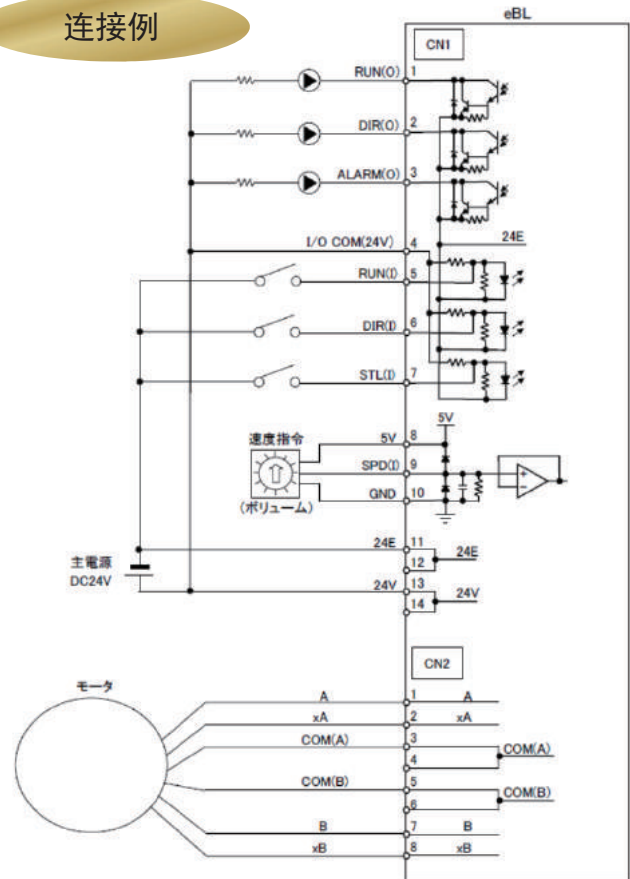 连接例
eBL
CN1
RUN(O) 1
DIR(O) 2
ALARM(O) 3
I/O COM(24V) 4
24E
RUN(I) 5
DIR(I) 6
STL(I) 7
速度指令
(ボリューム)
5V
5V 8
SPD(I) 9
GND 10
主電源
DC24V
24E 11
12
24E
24V 13
14
24V
CN2
モータ
A 1 A
xA 2 xA
COM(A) 3
4
COM(A)
COM(B) 5
6
COM(B)
B 7 B
xB 8 xB